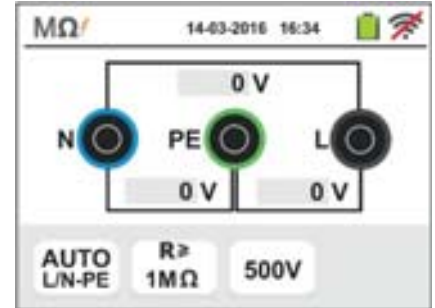 MΩ 14-03-2016 16:34
0 V
N PE L
0 V 0 V
AUTO R≥ 500V
L/N-PE 1MΩ